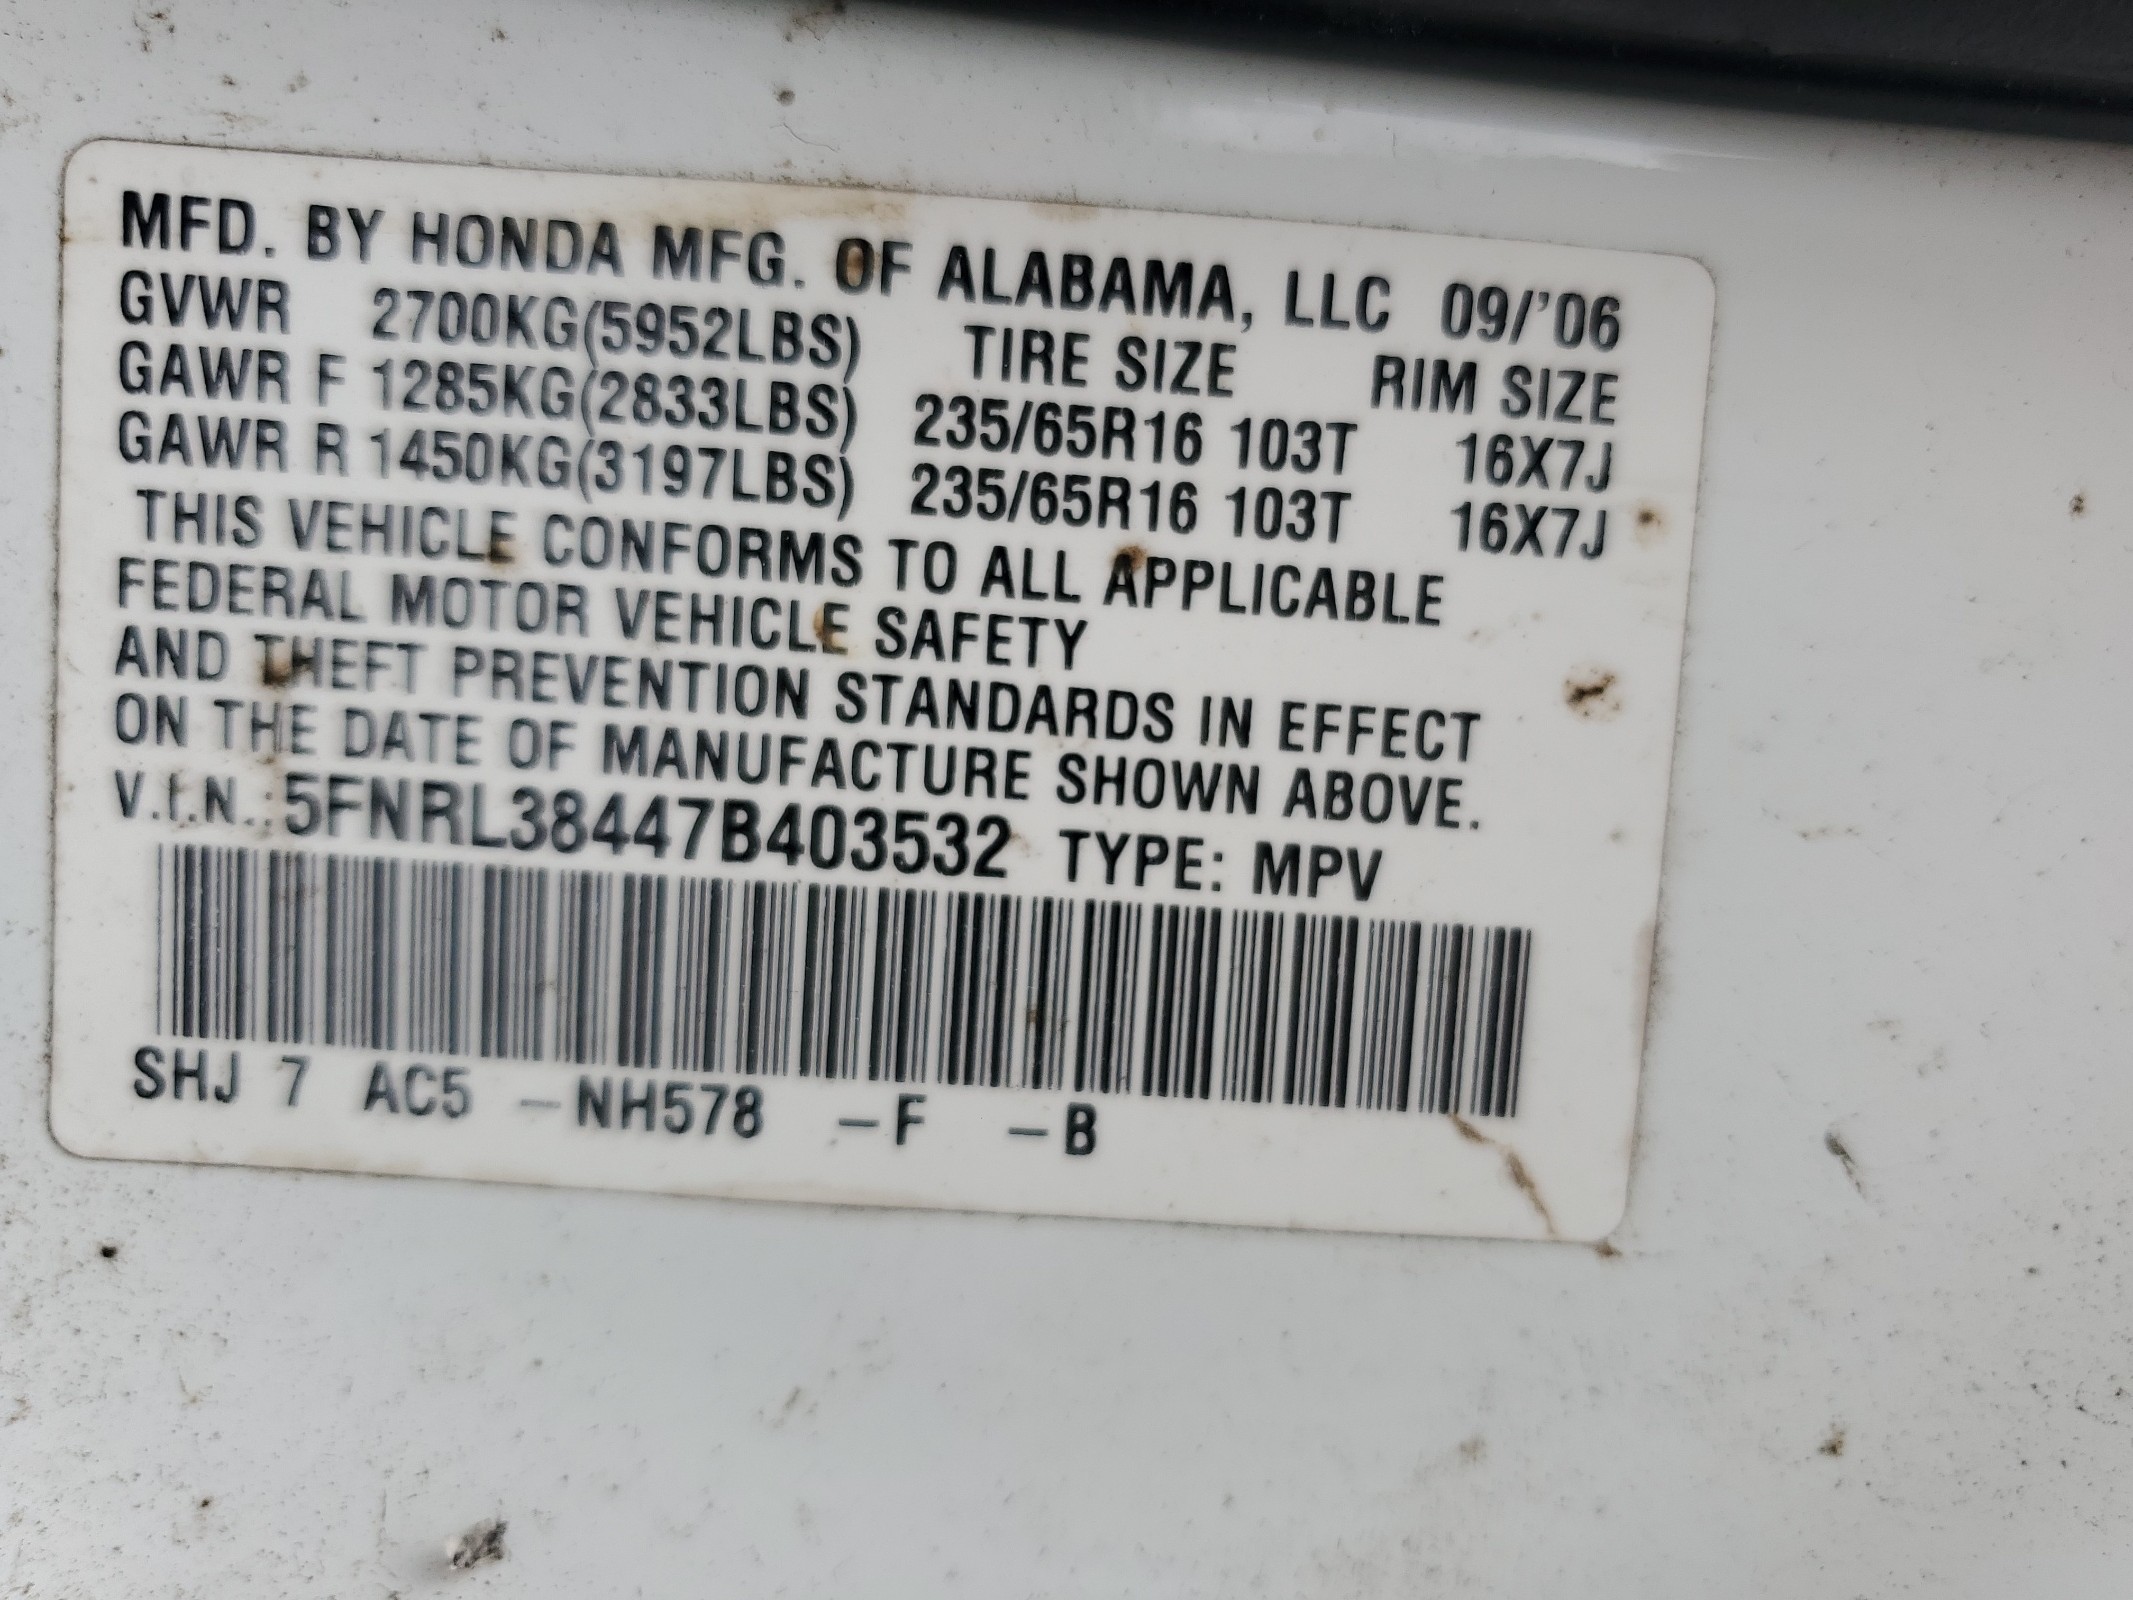 MFD. BY HONDA MFG. OF ALABAMA, LLC 09/'06
GVWR 2700KG(5952LBS) TIRE SIZE RIM SIZE
GAWR F 1285KG(2833LBS) 235/65R16 103T 16X7J
GAWR R 1450KG(3197LBS) 235/65R16 103T 16X7J
THIS VEHICLE CONFORMS TO ALL APPLICABLE
FEDERAL MOTOR VEHICLE SAFETY
AND THEFT PREVENTION STANDARDS IN EFFECT
ON THE DATE OF MANUFACTURE SHOWN ABOVE.
V.I.N.: 5FNRL38447B403532 TYPE: MPV
SHJ 7 AC5 -NH578 -F -B